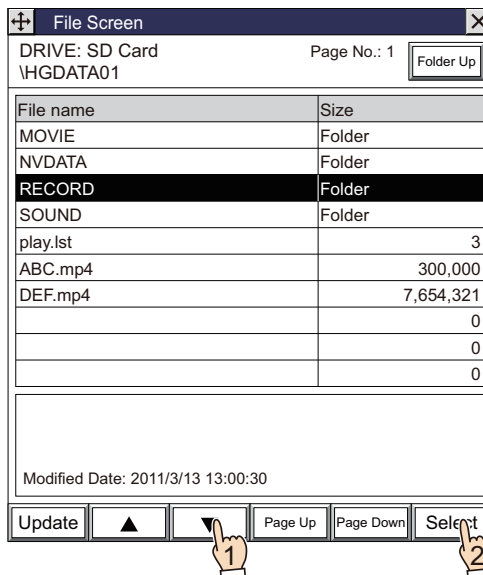 File Screen
DRIVE: SD Card Page No.: 1 Folder Up
\HGDATA01
File name Size
MOVIE Folder
NVDATA Folder
RECORD Folder
SOUND Folder
play.lst 3
ABC.mp4 300,000
DEF.mp4 7,654,321
0
0
0
Modified Date: 2011/3/13 13:00:30
Update ▲ ▼ Page Up Page Down Select
1 2